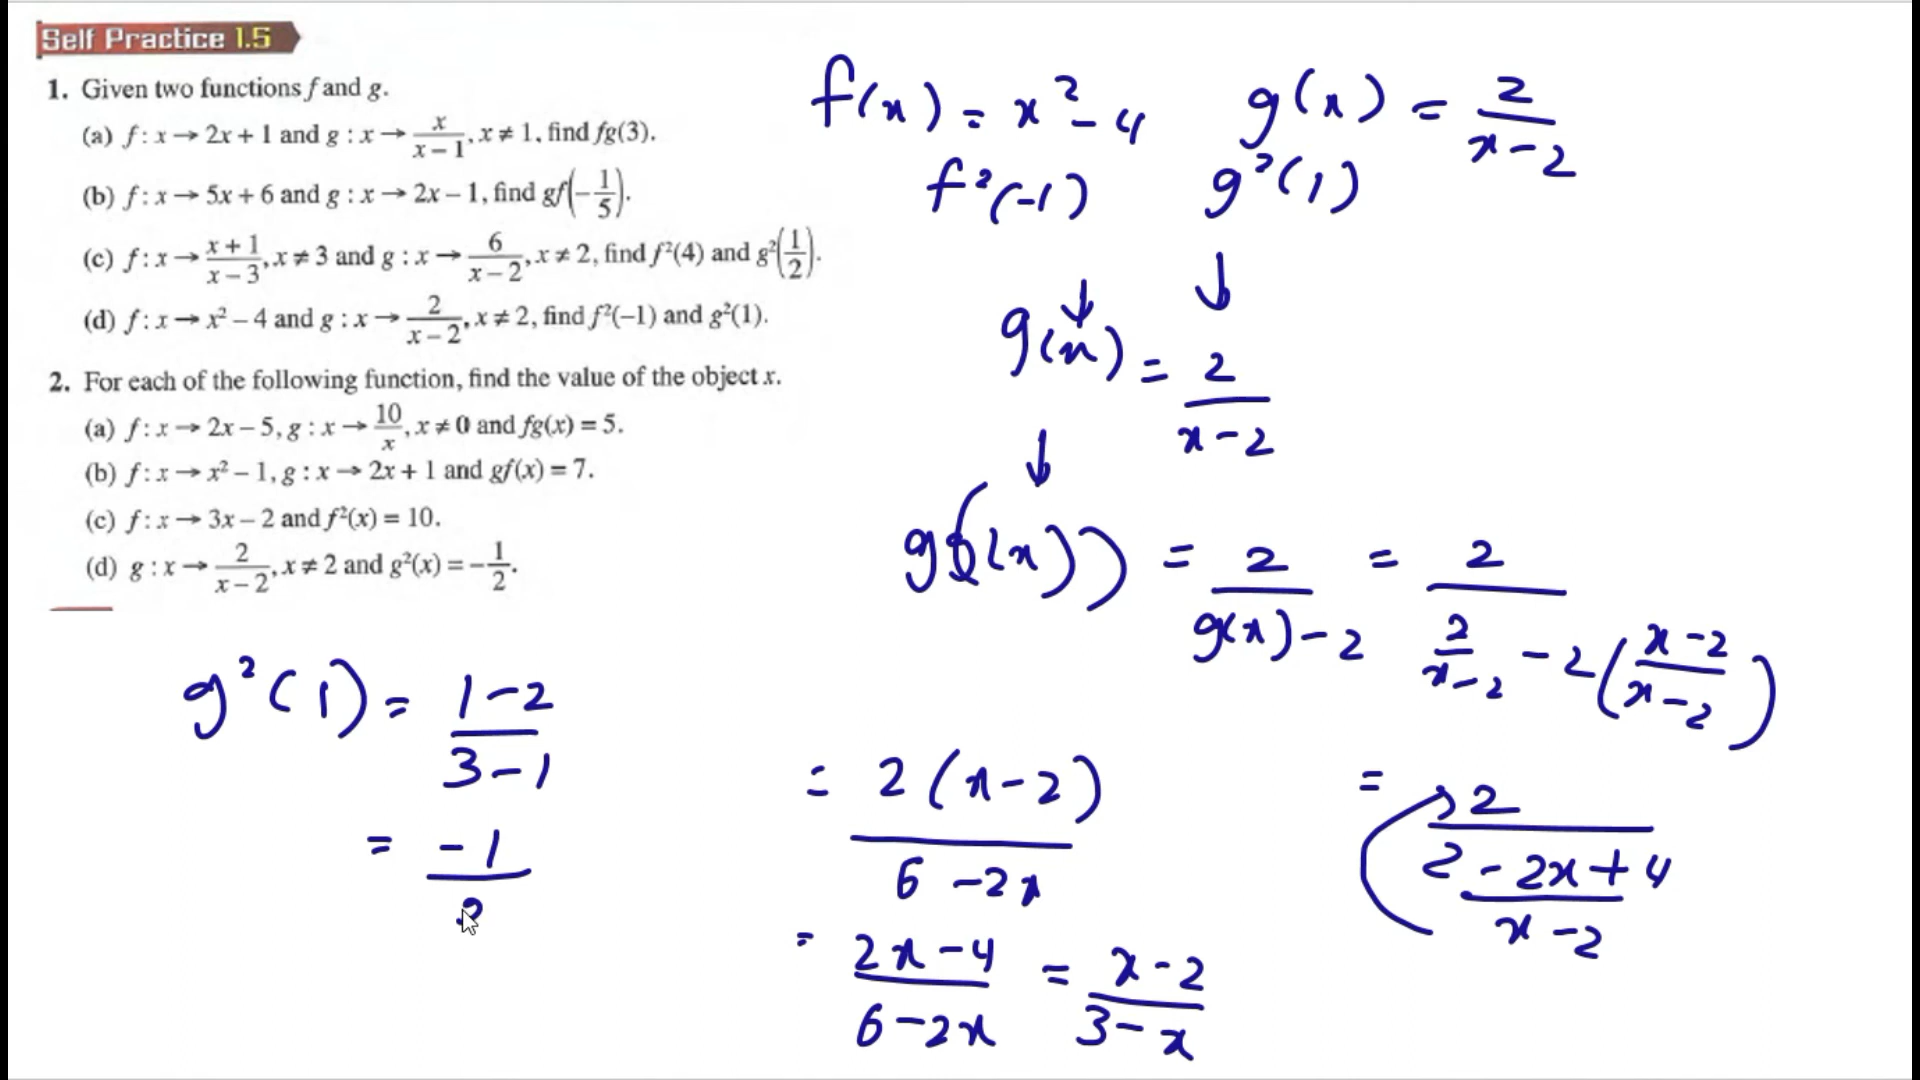 Self Practice 1.5
1. Given two functions f and g.
(a) f : x → 2x + 1 and g : x → x/(x − 1), x ≠ 1, find fg(3).
(b) f : x → 5x + 6 and g : x → 2x − 1, find gf(−1/5).
(c) f : x → (x + 1)/(x − 3), x ≠ 3 and g : x → 6/(x − 2), x ≠ 2, find f²(4) and g²(1/2).
(d) f : x → x² − 4 and g : x → 2/(x − 2), x ≠ 2, find f²(−1) and g²(1).
2. For each of the following function, find the value of the object x.
(a) f : x → 2x − 5, g : x → 10/x, x ≠ 0 and fg(x) = 5.
(b) f : x → x² − 1, g : x → 2x + 1 and gf(x) = 7.
(c) f : x → 3x − 2 and f²(x) = 10.
(d) g : x → 2/(x − 2), x ≠ 2 and g²(x) = −1/2.
f(x) = x² − 4 g(x) = 2/(x − 2)
f²(−1) g²(1)
↓ ↓
g(x) = 2/(x − 2)
↓
g(g(x)) = 2/(g(x) − 2) = 2/(2/(x − 2) − 2((x − 2)/(x − 2)))
= 2/((2 − 2x + 4)/(x − 2))
= 2(x − 2)/(6 − 2x)
= (2x − 4)/(6 − 2x) = (x − 2)/(3 − x)
g²(1) = (1 − 2)/(3 − 1)
= −1/2